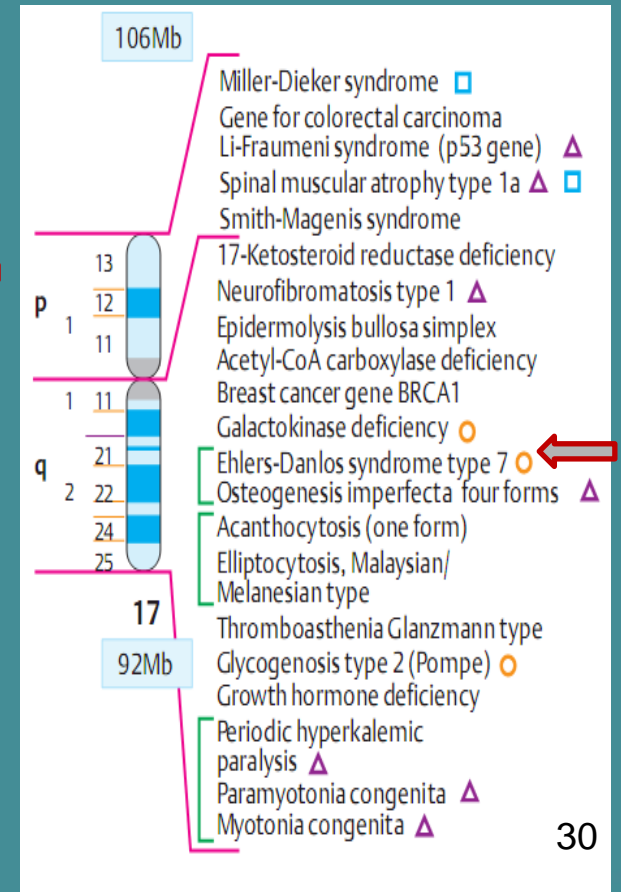 106Mb
Miller-Dieker syndrome
Gene for colorectal carcinoma
Li-Fraumeni syndrome (p53 gene)
Spinal muscular atrophy type 1a
Smith-Magenis syndrome
17-Ketosteroid reductase deficiency
Neurofibromatosis type 1
Epidermolysis bullosa simplex
Acetyl-CoA carboxylase deficiency
Breast cancer gene BRCA1
Galactokinase deficiency
Ehlers-Danlos syndrome type 7
Osteogenesis imperfecta four forms
Acanthocytosis (one form)
Elliptocytosis, Malaysian/
Melanesian type
Thromboasthenia Glanzmann type
Glycogenosis type 2 (Pompe)
Growth hormone deficiency
Periodic hyperkalemic
paralysis
Paramyotonia congenita
Myotonia congenita
13
p 12
1
11
1 11
q 21
2 22
24
25
17
92Mb
30